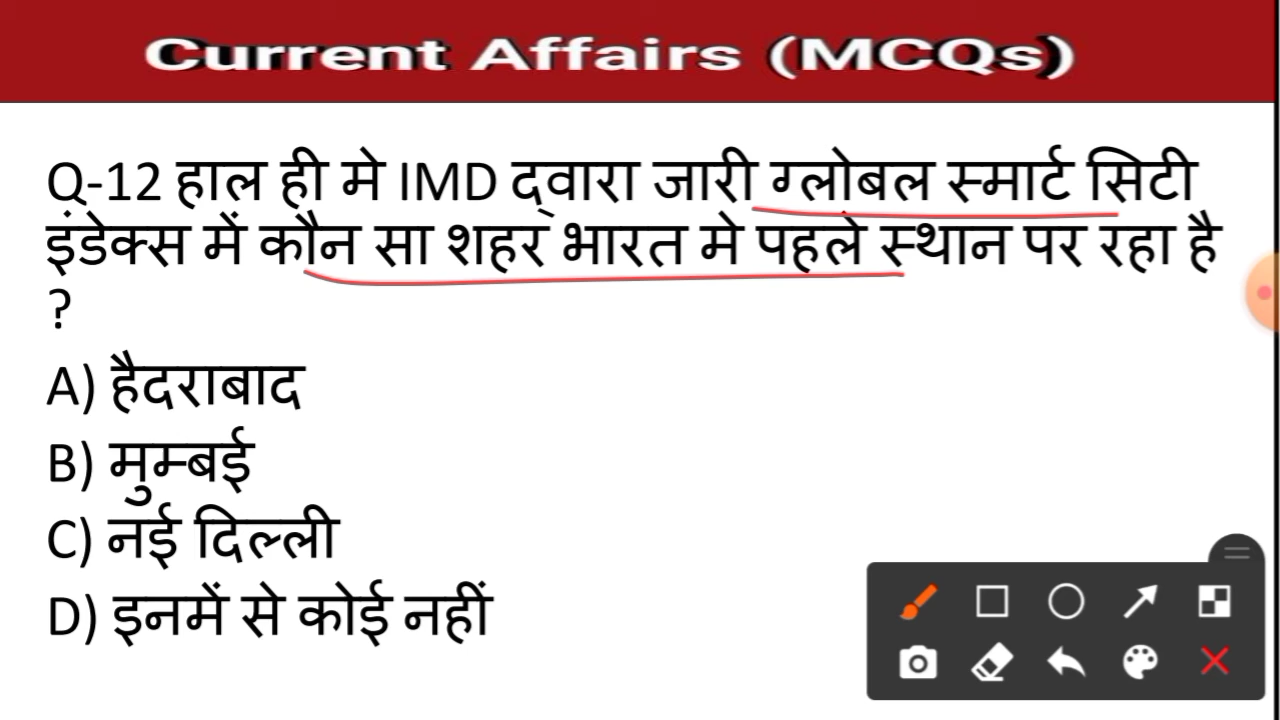 Current Affairs (MCQs)
Q-12 हाल ही मे IMD द्वारा जारी ग्लोबल स्मार्ट सिटी
इंडेक्स में कौन सा शहर भारत मे पहले स्थान पर रहा है
?
A) हैदराबाद
B) मुम्बई
C) नई दिल्ली
D) इनमें से कोई नहीं